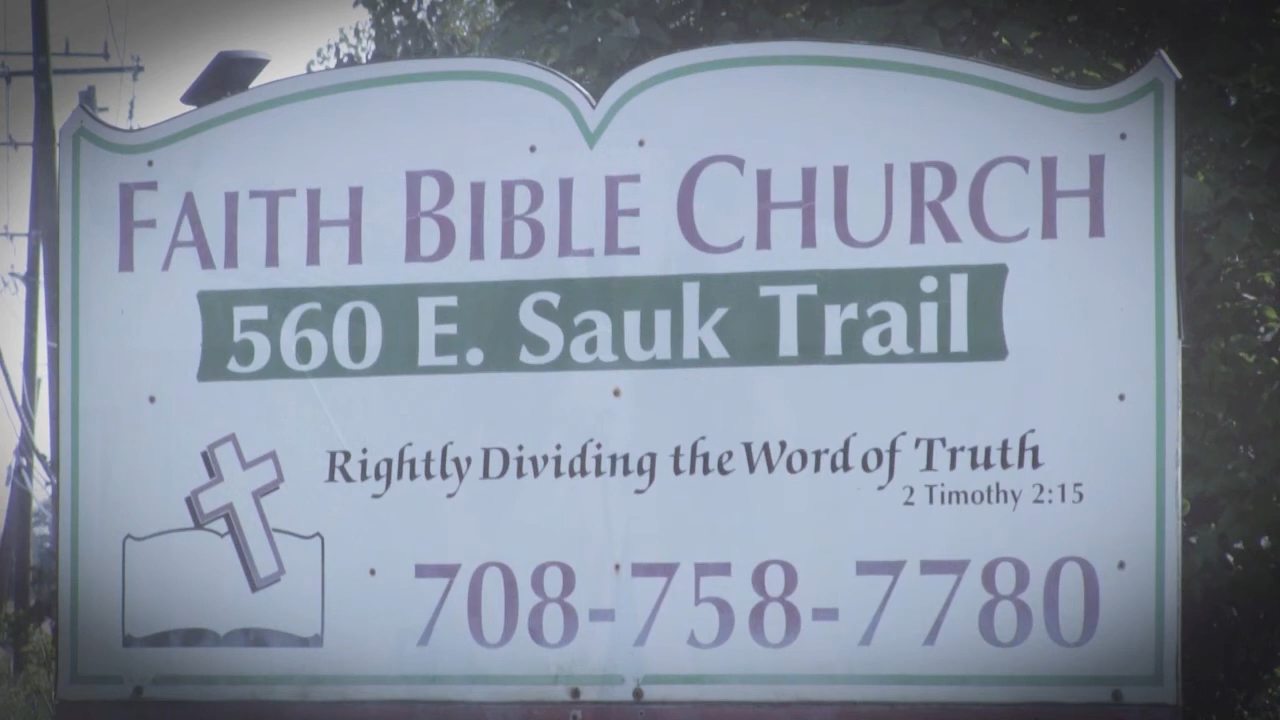 FAITH BIBLE CHURCH
560 E. Sauk Trail
Rightly Dividing the Word of Truth
2 Timothy 2:15
708-758-7780